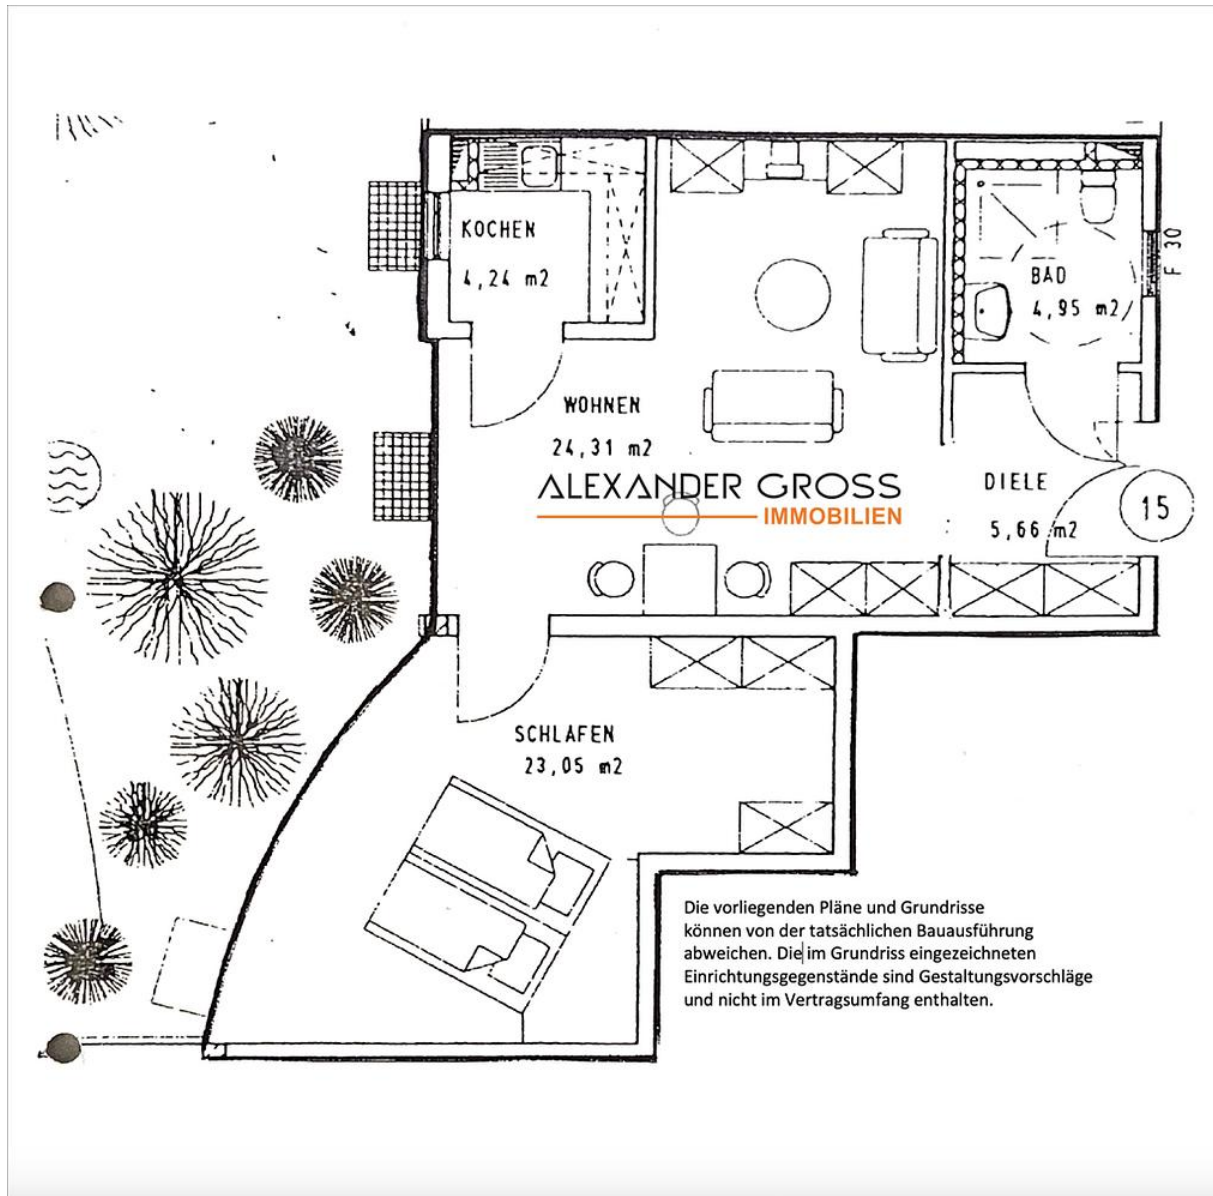 KOCHEN
4,24 m2
BAD
4,95 m2
F 30
WOHNEN
24,31 m2
ALEXANDER GROSS
IMMOBILIEN
DIELE
5,66 m2
15
SCHLAFEN
23,05 m2
Die vorliegenden Pläne und Grundrisse
können von der tatsächlichen Bauausführung
abweichen. Die im Grundriss eingezeichneten
Einrichtungsgegenstände sind Gestaltungsvorschläge
und nicht im Vertragsumfang enthalten.